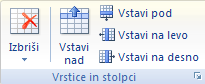 Izbriši
Vstavi nad
Vstavi pod
Vstavi na levo
Vstavi na desno
Vrstice in stolpci